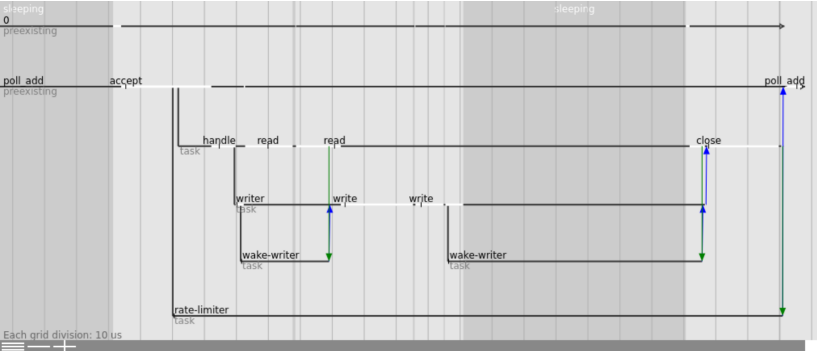 sleeping sleeping
0
preexisting
poll_add accept poll_add
preexisting
handle read read close
task
writer write write
task
wake-writer wake-writer
task task
rate-limiter
task
Each grid division: 10 us